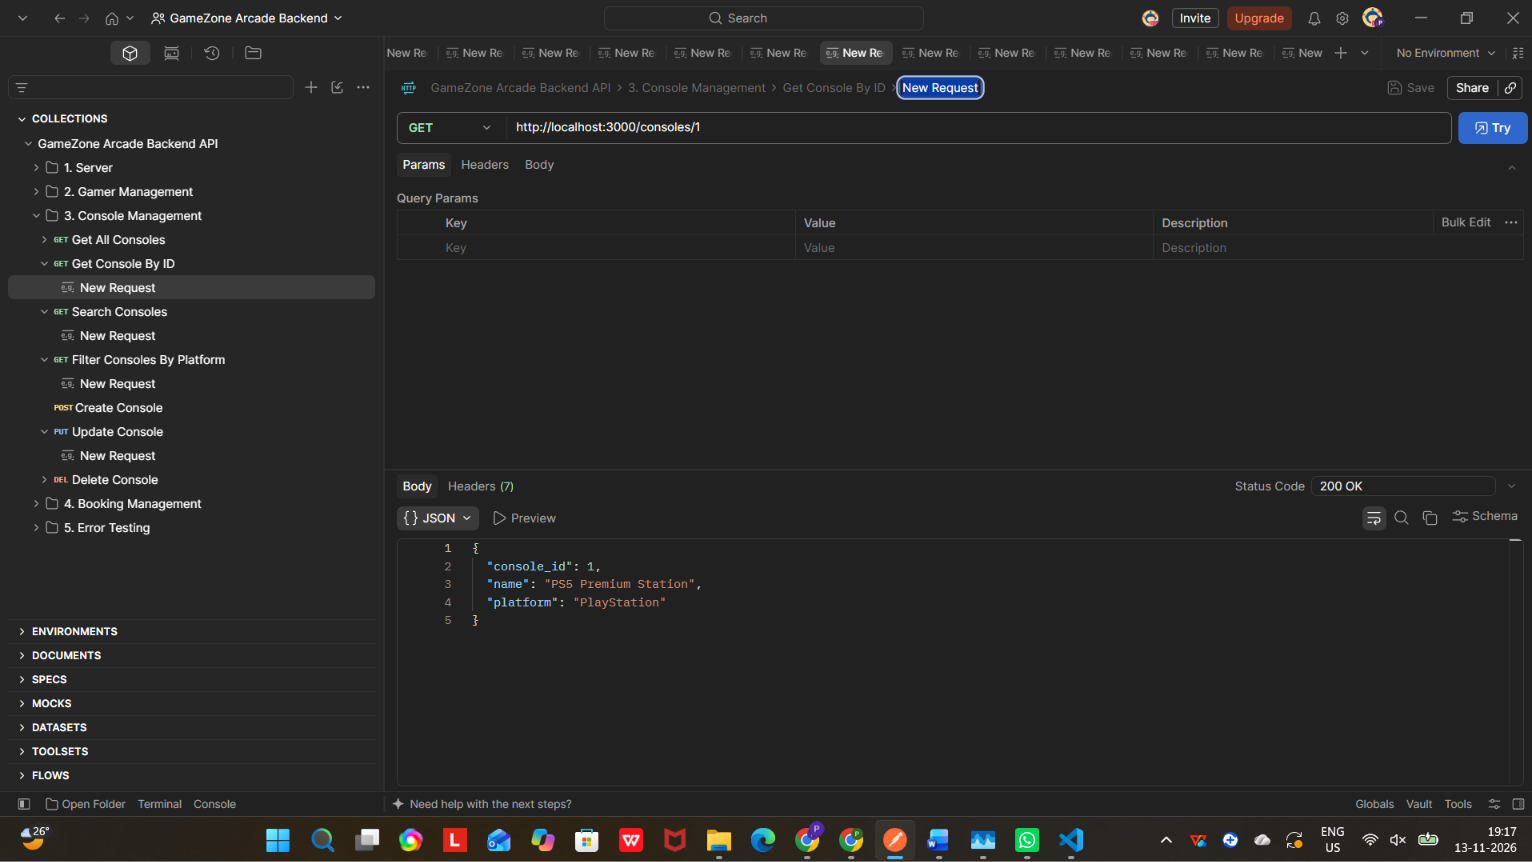 GameZone Arcade Backend
Search
Invite
Upgrade
New Re
New Re
New Re
New Re
New Re
New Re
New Re
New Re
New Re
New Re
New Re
New Re
New
No Environment
HTTP
GameZone Arcade Backend API > 3. Console Management > Get Console By ID > New Request
Save
Share
GET
http://localhost:3000/consoles/1
Try
Params Headers Body
Query Params
Key Value Description Bulk Edit
Key Value Description
COLLECTIONS
GameZone Arcade Backend API
1. Server
2. Gamer Management
3. Console Management
GET Get All Consoles
GET Get Console By ID
e.g. New Request
GET Search Consoles
e.g. New Request
GET Filter Consoles By Platform
e.g. New Request
POST Create Console
PUT Update Console
e.g. New Request
DEL Delete Console
4. Booking Management
5. Error Testing
ENVIRONMENTS
DOCUMENTS
SPECS
MOCKS
DATASETS
TOOLSETS
FLOWS
Body Headers (7)
Status Code 200 OK
{} JSON Preview
Schema
1 {
2 "console_id": 1,
3 "name": "PS5 Premium Station",
4 "platform": "PlayStation"
5 }
Open Folder Terminal Console
Need help with the next steps?
Globals Vault Tools
26°
ENG
US
19:17
13-11-2026